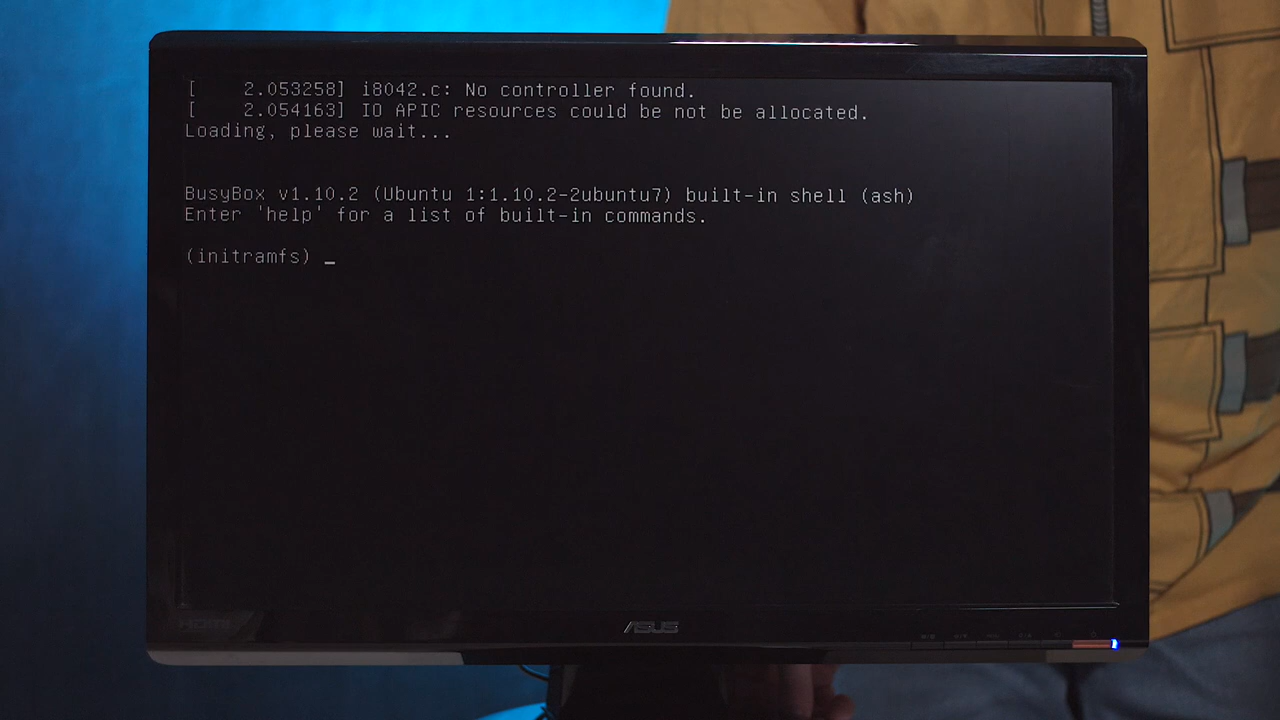 [    2.053258] i8042.c: No controller found.
[    2.054163] IO APIC resources could be not be allocated.
Loading, please wait...
BusyBox v1.10.2 (Ubuntu 1:1.10.2-2ubuntu7) built-in shell (ash)
Enter 'help' for a list of built-in commands.
(initramfs) _
HDMI
ASUS